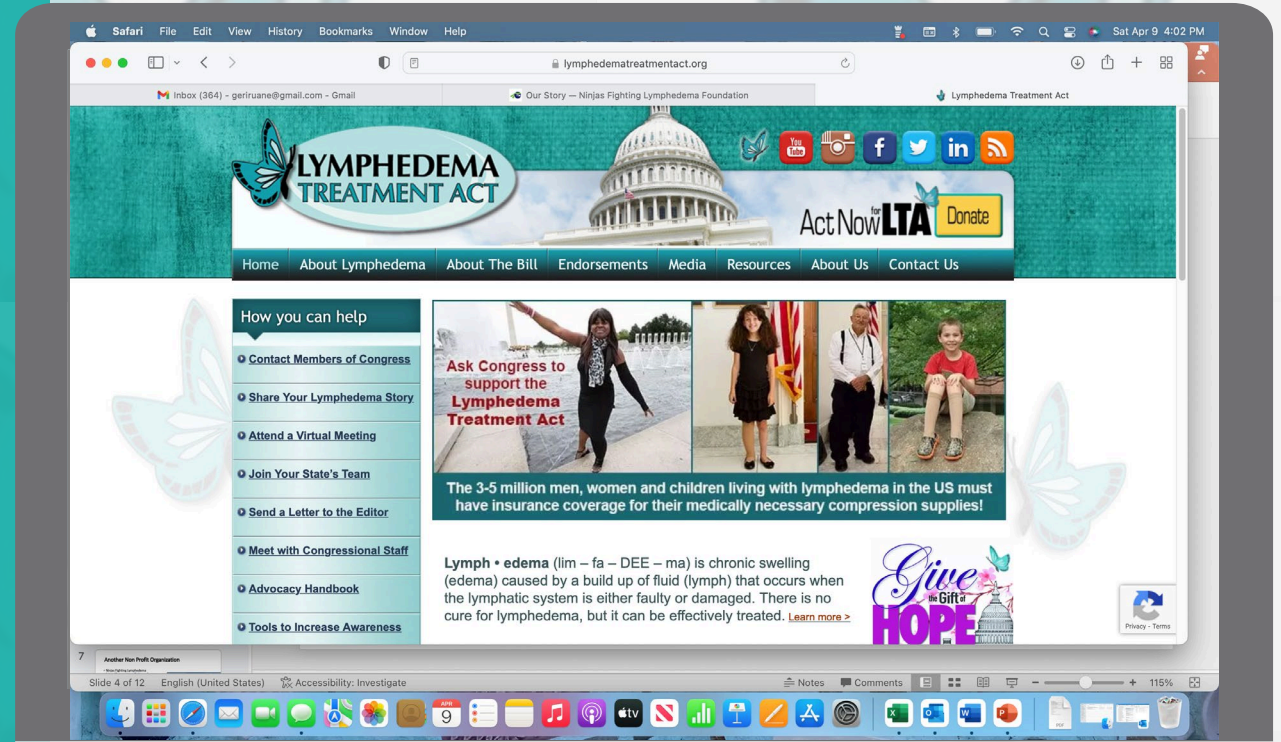 Safari File Edit View History Bookmarks Window Help
Sat Apr 9 4:02 PM
lymphedematreatmentact.org
Inbox (364) - geriruane@gmail.com - Gmail
Our Story — Ninjas Fighting Lymphedema Foundation
Lymphedema Treatment Act
LYMPHEDEMA
TREATMENT ACT
You
Tube
f
in
Act Now for LTA
Donate
Home About Lymphedema About The Bill Endorsements Media Resources About Us Contact Us
How you can help
Contact Members of Congress
Share Your Lymphedema Story
Attend a Virtual Meeting
Join Your State's Team
Send a Letter to the Editor
Meet with Congressional Staff
Advocacy Handbook
Tools to Increase Awareness
Ask Congress to
support the
Lymphedema
Treatment Act
The 3-5 million men, women and children living with lymphedema in the US must
have insurance coverage for their medically necessary compression supplies!
Lymph • edema (lim – fa – DEE – ma) is chronic swelling
(edema) caused by a build up of fluid (lymph) that occurs when
the lymphatic system is either faulty or damaged. There is no
cure for lymphedema, but it can be effectively treated. Learn more >
Give
the Gift of
HOPE
Privacy - Terms
7
Another Non Profit Organization
Slide 4 of 12 English (United States) Accessibility: Investigate
Notes Comments
115%
APR
9
tv